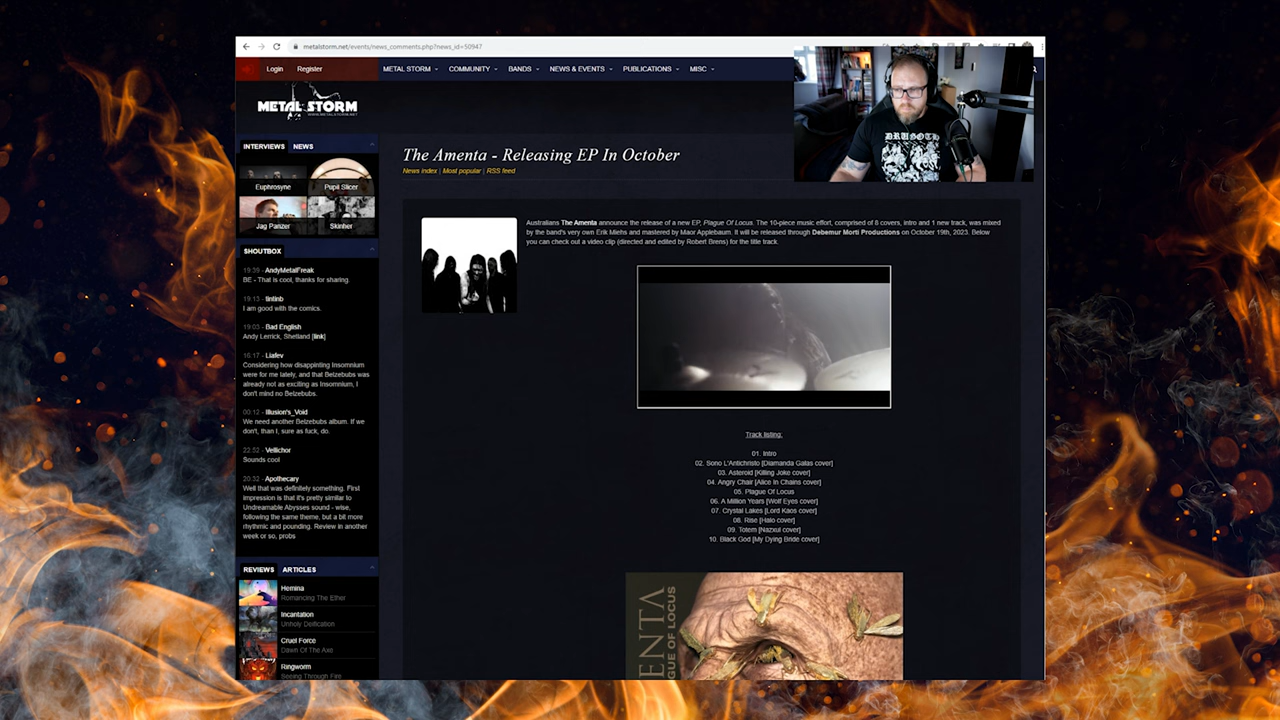 metalstorm.net/events/news_comments.php?news_id=50947
Login Register
METAL STORM COMMUNITY BANDS NEWS & EVENTS PUBLICATIONS MISC
METAL STORM
WWW.METALSTORM.NET
DRUGOTH
INTERVIEWS NEWS
Euphrosyne Pupil Slicer
Jag Panzer Skinher
SHOUTBOX
19:59 - AndyMetalFreak
BE - That is cool, thanks for sharing.
19:13 - tintinb
I am good with the comics.
19:05 - Bad English
Andy Lerrick, Shetland [link]
16:17 - Liafev
Considering how disappinting Insomnium
were for me lately, and that Belzebubs was
already not as exciting as Insomnium, I
don't mind no Belzebubs.
00:12 - Illusion's_Void
We need another Belzebubs album. If we
don't, than I, sure as fuck, do.
22:52 - Vellichor
Sounds cool
20:32 - Apothecary
Well that was definitely something. First
impression is that it's pretty similar to
Undreamable Abysses sound - wise,
following the same theme, but a bit more
rhythmic and pounding. Review in another
week or so, probs
REVIEWS ARTICLES
Hemina
Romancing The Ether
Incantation
Unholy Deification
Cruel Force
Dawn Of The Axe
Ringworm
Seeing Through Fire
The Amenta - Releasing EP In October
News index | Most popular | RSS feed
Australians The Amenta announce the release of a new EP, Plague Of Locus. The 10-piece music effort, comprised of 8 covers, intro and 1 new track, was mixed
by the band's very own Erik Miehs and mastered by Maor Applebaum. It will be released through Debemur Morti Productions on October 19th, 2023. Below
you can check out a video clip (directed and edited by Robert Brens) for the title track.
Track listing:
01. Intro
02. Sono L'Antichristo [Diamanda Galas cover]
03. Asteroid [Killing Joke cover]
04. Angry Chair [Alice In Chains cover]
05. Plague Of Locus
06. A Million Years [Wolf Eyes cover]
07. Crystal Lakes [Lord Kaos cover]
08. Rise [Halo cover]
09. Totem [Nazxul cover]
10. Black God [My Dying Bride cover]
ENTA
GUE OF LOCUS